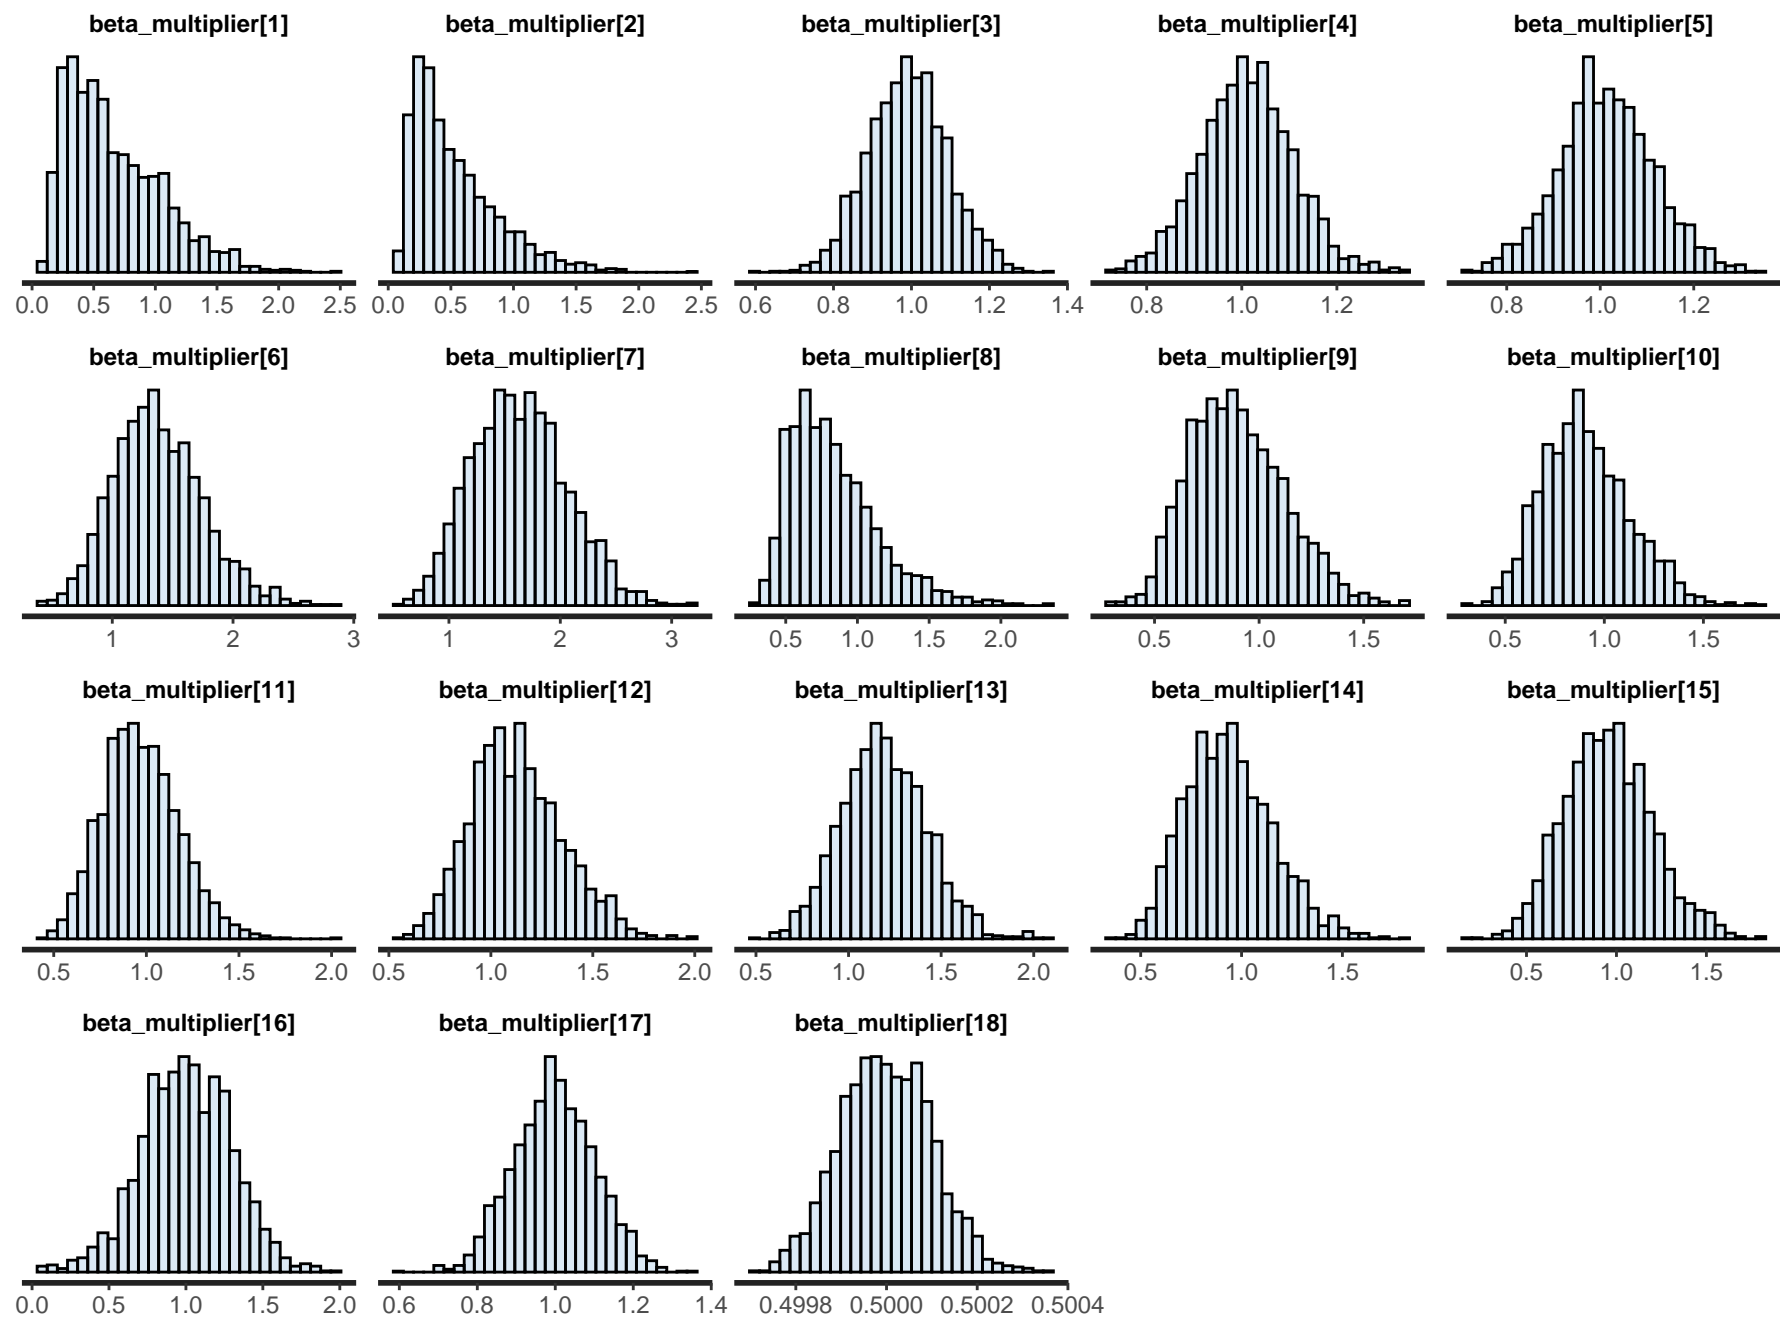 beta_multiplier[1] beta_multiplier[2] beta_multiplier[3] beta_multiplier[4] beta_multiplier[5]
0.0 0.5 1.0 1.5 2.0 2.5 0.0 0.5 1.0 1.5 2.0 2.5 0.6 0.8 1.0 1.2 1.4 0.8 1.0 1.2 0.8 1.0 1.2
beta_multiplier[6] beta_multiplier[7] beta_multiplier[8] beta_multiplier[9] beta_multiplier[10]
1 2 3 1 2 3 0.5 1.0 1.5 2.0 0.5 1.0 1.5 0.5 1.0 1.5
beta_multiplier[11] beta_multiplier[12] beta_multiplier[13] beta_multiplier[14] beta_multiplier[15]
0.5 1.0 1.5 2.0 0.5 1.0 1.5 2.0 0.5 1.0 1.5 2.0 0.5 1.0 1.5 0.5 1.0 1.5
beta_multiplier[16] beta_multiplier[17] beta_multiplier[18]
0.0 0.5 1.0 1.5 2.0 0.6 0.8 1.0 1.2 1.4 0.4998 0.5000 0.5002 0.5004